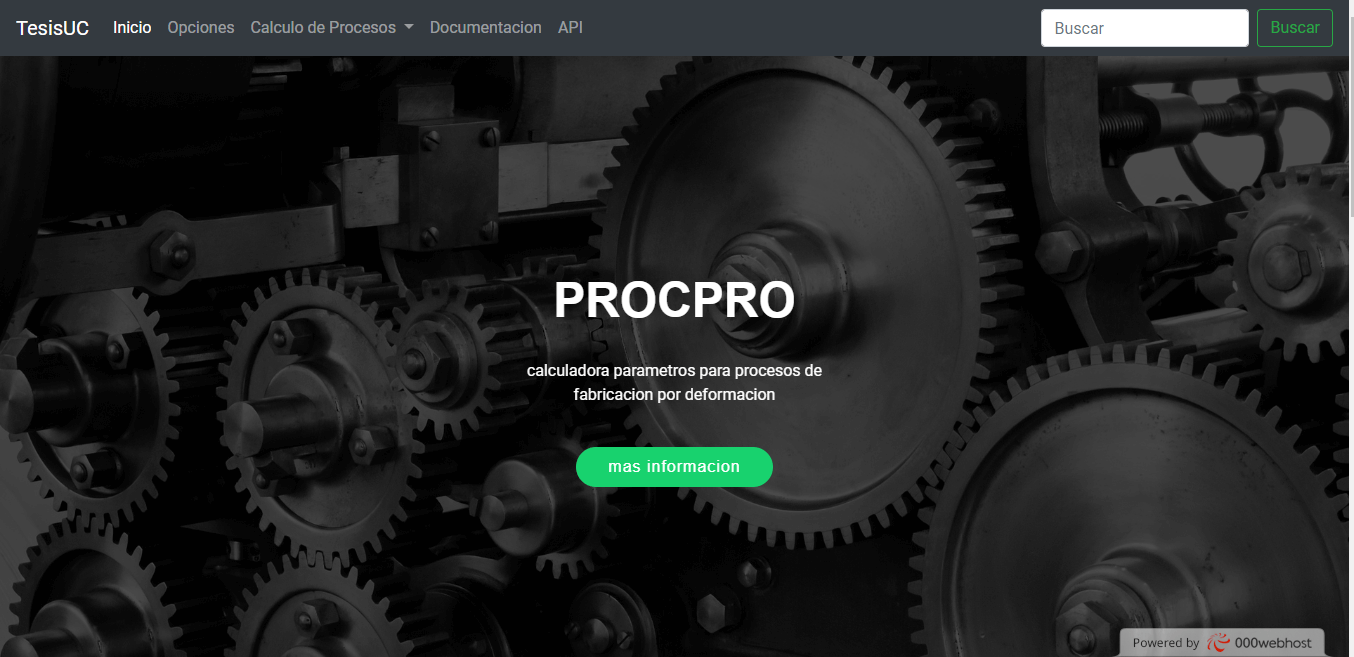 TesisUC Inicio Opciones Calculo de Procesos Documentacion API Buscar Buscar
PROCPRO
calculadora parametros para procesos de
fabricacion por deformacion
mas informacion
Powered by 000webhost